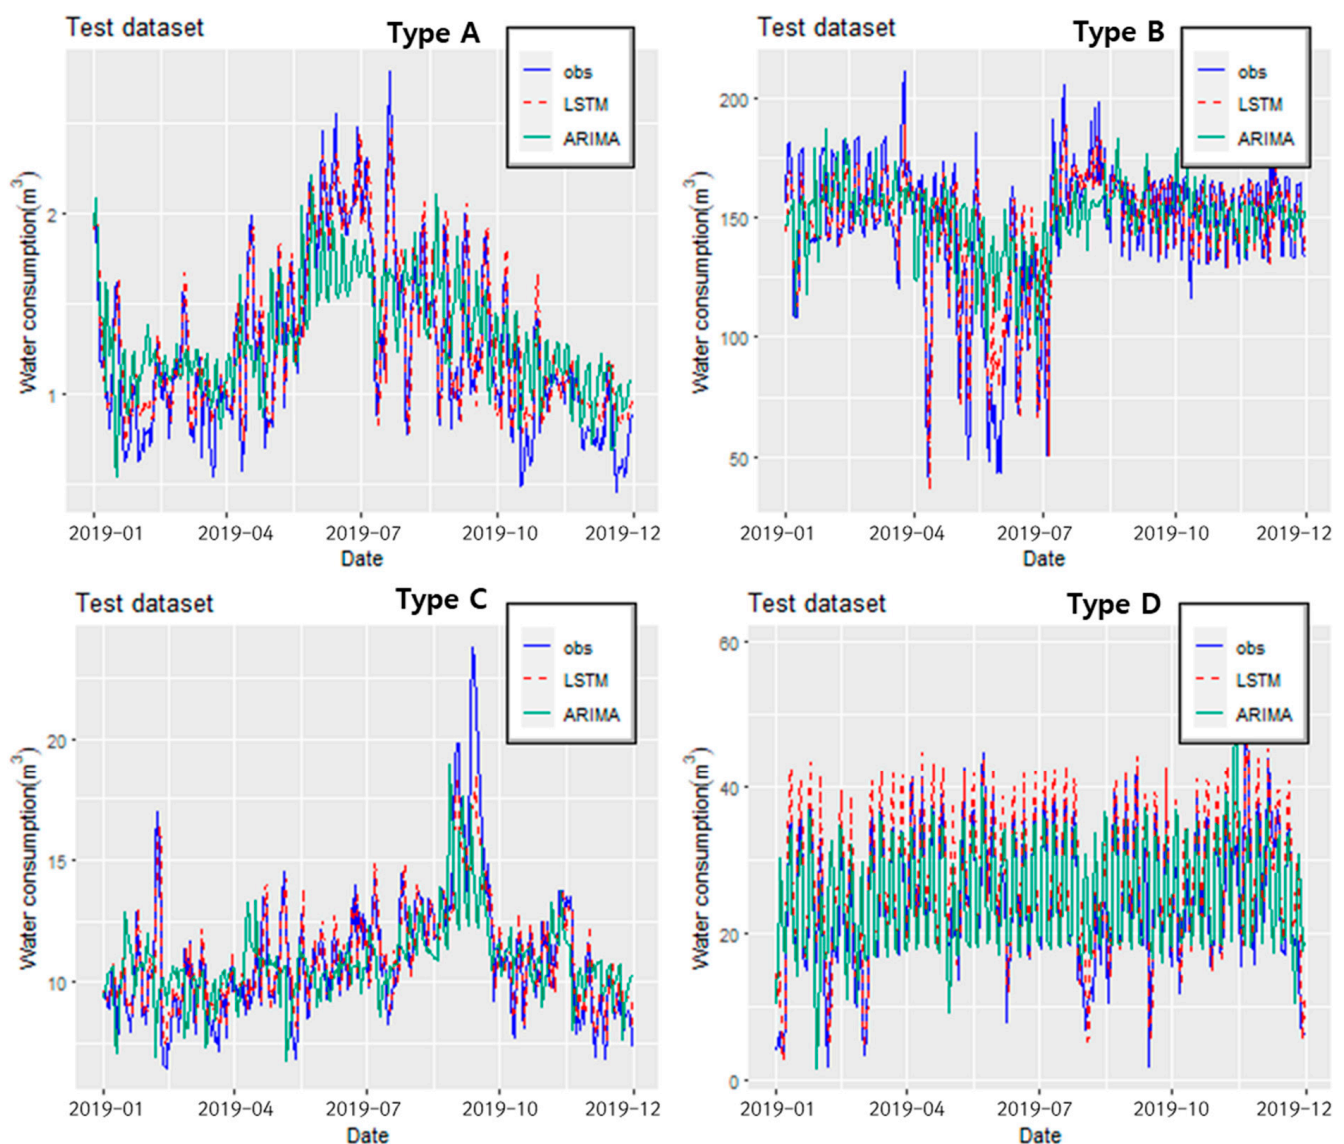 Test dataset
Type A
obs
LSTM
ARIMA
Water consumption(m³)
2
1
2019-01
2019-04
2019-07
2019-10
2019-12
Date
Test dataset
Type B
obs
LSTM
ARIMA
Water consumption(m³)
200
150
100
50
2019-01
2019-04
2019-07
2019-10
2019-12
Date
Test dataset
Type C
obs
LSTM
ARIMA
Water consumption(m³)
20
15
10
2019-01
2019-04
2019-07
2019-10
2019-12
Date
Test dataset
Type D
obs
LSTM
ARIMA
Water consumption(m³)
60
40
20
0
2019-01
2019-04
2019-07
2019-10
2019-12
Date